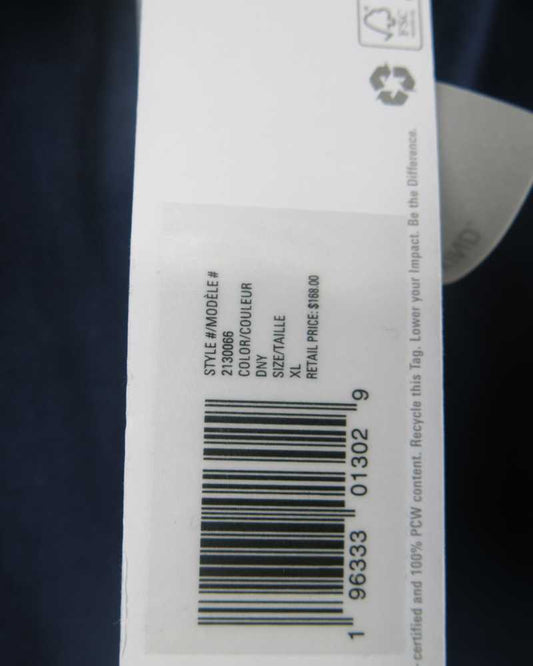 FSC
STYLE #/MODÈLE #
2130066
COLOR/COULEUR
DNY
SIZE/TAILLE
XL
RETAIL PRICE: $168.00
1 96333 01302 9
certified and 100% PCW content. Recycle this Tag. Lower your Impact. Be the Difference.